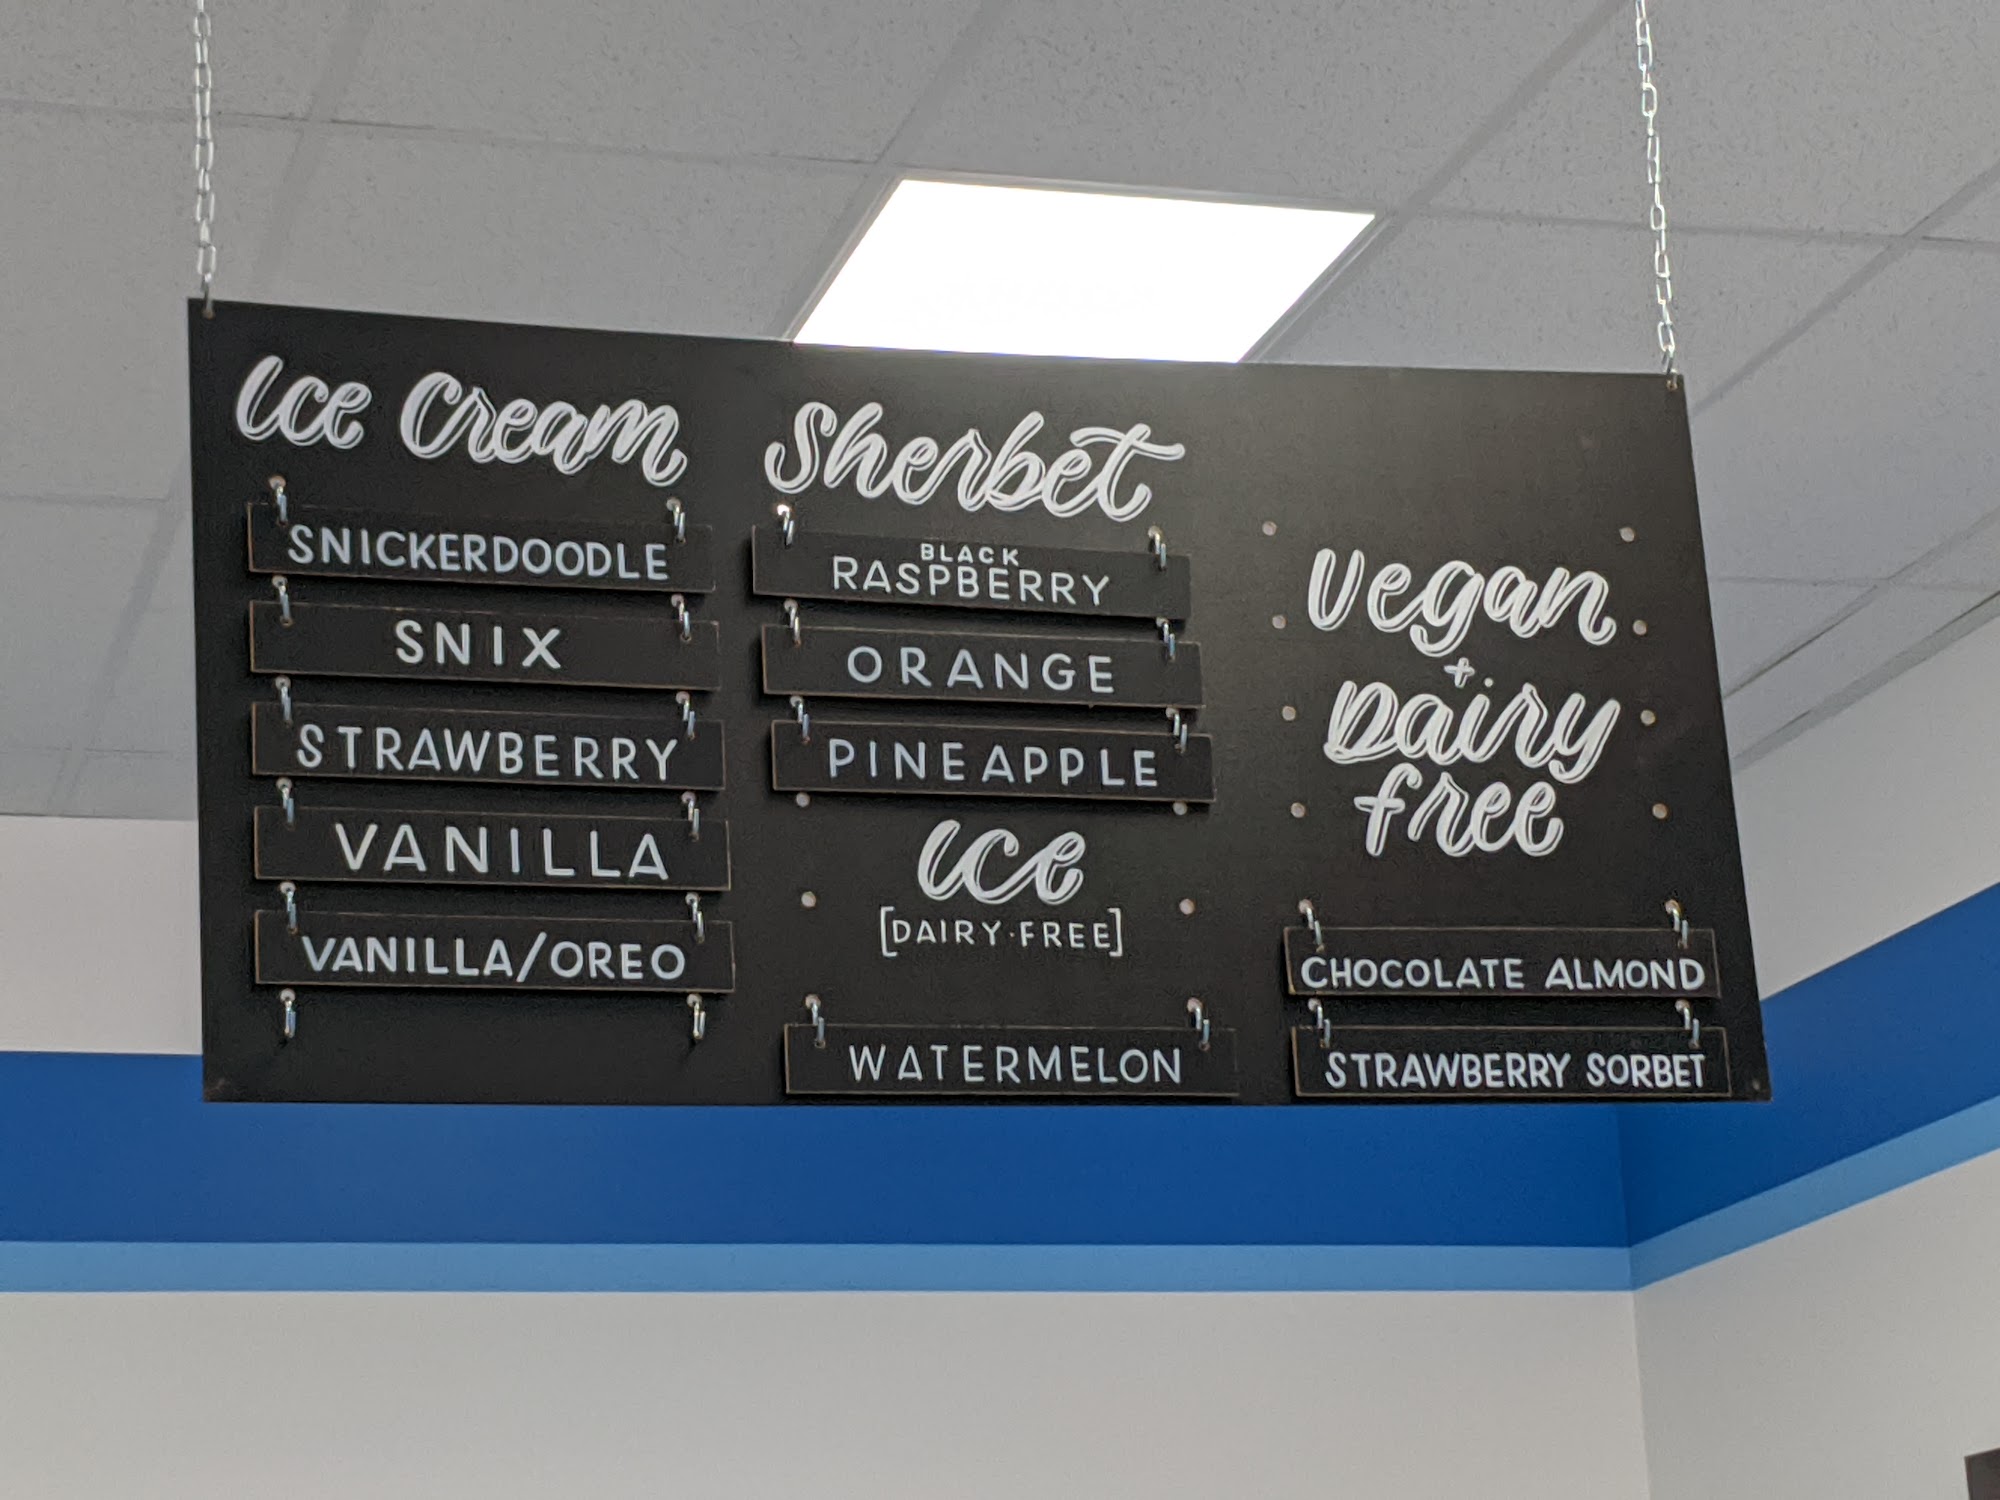 Ice Cream
SNICKERDOODLE
SNIX
STRAWBERRY
VANILLA
VANILLA/OREO
Sherbet
BLACK
RASPBERRY
ORANGE
PINEAPPLE
Ice
[DAIRY·FREE]
WATERMELON
Vegan
+
Dairy
free
CHOCOLATE ALMOND
STRAWBERRY SORBET